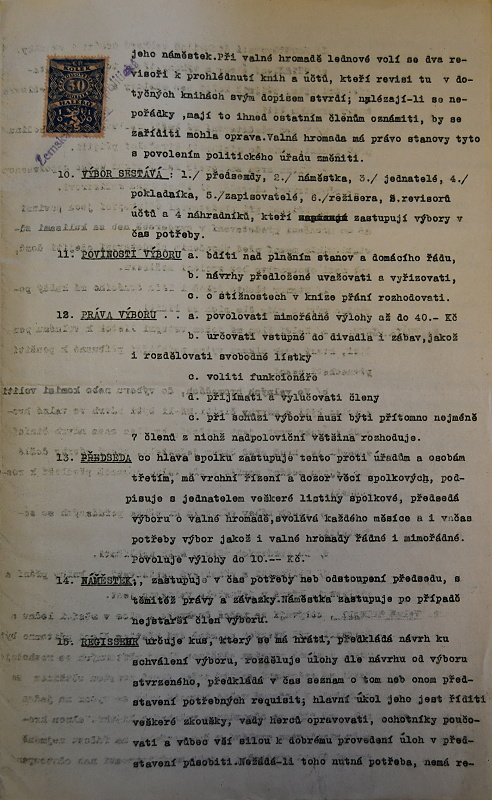 jeho náměstek.Při valné hromadě lednové volí se dva re-
visoři k prohlédnutí knih a účtů, kteří revisi tu v do-
tyčných knihách svým dopisem stvrdí; nalézají-li se ne-
pořádky ,mají to ihned ostatním členům oznámiti, by se
zaříditi mohla oprava.Valná hromada má právo stanovy tyto
s povolením politického úřadu změniti.
10. VÝBOR SESTÁVÁ : 1./ předsedy, 2./ náměstka, 3./ jednatelé, 4./
pokladníka, 5./zapisovatelé, 6./režisera, 2.revisorů
účtů a 4 náhradníků, kteří zastupují výbory v
čas potřeby.
11. POVINOSTI VÝBORU a. bdíti nad plněním stanov a domácího řádu,
b. návrhy předložené uvažovati a vyřizovati,
c. o stížnostech v knize přání rozhodovati.
12. PRÁVA VÝBORU . . a. povolovati mimořádné výlohy až do 40.- Kč
b. určovati vstupné do divadla i zábav,jakož
i rozdělovati svobodné lístky
c. voliti funkcionáře
d. přijímati a vylučovati členy
c. při schůzi výboru musí býti přítomno nejméně
7 členů z nichž nadpoloviční většina rozhoduje.
13. PŘEDSEDA co hlava spolku zastupuje tento proti úřadům a osobám
třetím, má vrchní řízení a dozor věcí spolkových, pod-
pisuje s jednatelem veškeré listiny spolkové, předsedá
výboru o valné hromadě,svolává každého měsíce a i včas
potřeby výbor jakož i valné hromady řádné i mimořádné.
Povoluje výlohy do 10.-- Kč.
14. NÁMĚSTEK;, zastupuje v čas potřeby neb odstoupení předsedu, s
těmitéž právy a závazky.Náměstka zastupuje po případě
nejstarší člen výboru.
15. REGISSEUR určuje kus, který se má hráti, předkládá návrh ku
schválení výboru, rozděluje úlohy dle návrhu od výboru
stvrzeného, předkládá v čas seznam o tom neb onom před-
stavení potřebných requisit; hlavní úkol jeho jest říditi
veškeré zkoušky, vady herců opravovati, ochotníky poučo-
vati a vůbec vší silou k dobrému provedení úloh v před-
stavení působiti.Nežádá-li toho nutná potřeba, nemá re-